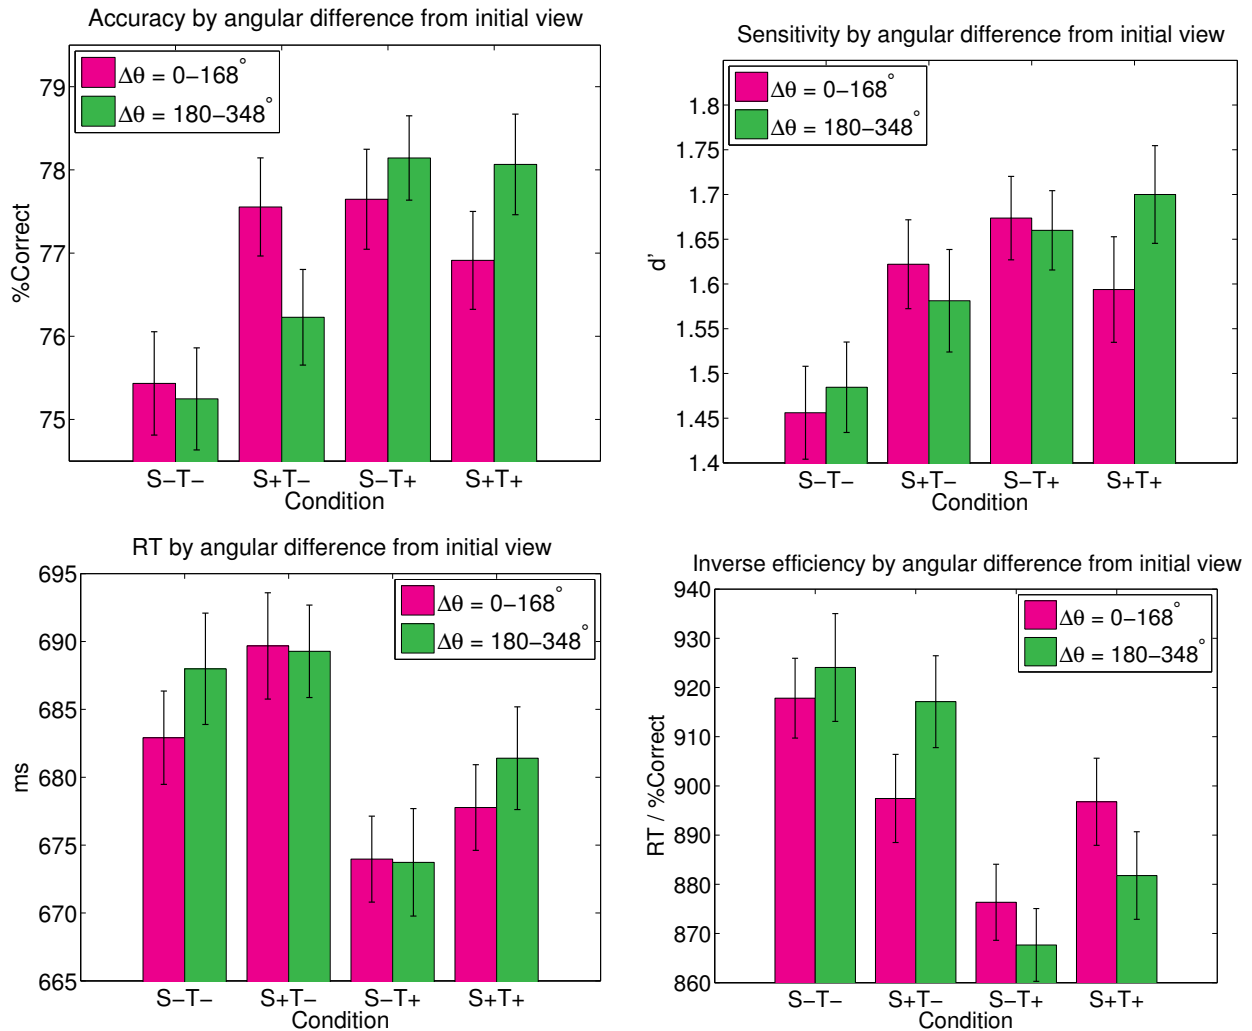 Accuracy by angular difference from initial view
%Correct
79
78
77
76
75
Δθ = 0−168°
Δθ = 180−348°
S−T− S+T− S−T+ S+T+
Condition
Sensitivity by angular difference from initial view
d'
1.8
1.75
1.7
1.65
1.6
1.55
1.5
1.45
1.4
Δθ = 0−168°
Δθ = 180−348°
S−T− S+T− S−T+ S+T+
Condition
RT by angular difference from initial view
ms
695
690
685
680
675
670
665
Δθ = 0−168°
Δθ = 180−348°
S−T− S+T− S−T+ S+T+
Condition
Inverse efficiency by angular difference from initial view
RT / %Correct
940
930
920
910
900
890
880
870
860
Δθ = 0−168°
Δθ = 180−348°
S−T− S+T− S−T+ S+T+
Condition